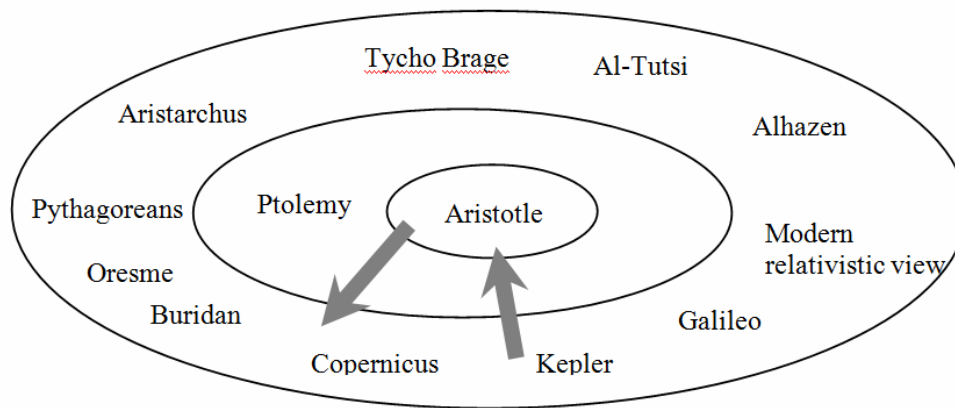 Tycho Brage
Al-Tutsi
Aristarchus
Alhazen
Pythagoreans
Ptolemy
Aristotle
Modern
relativistic view
Oresme
Buridan
Galileo
Copernicus
Kepler